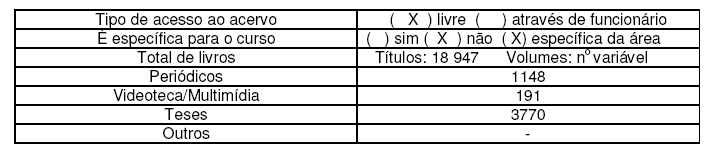 Tipo de acesso ao acervo ( X ) livre ( ) através de funcionário
É específica para o curso ( ) sim ( X ) não ( X) específica da área
Total de livros Títulos: 18 947 Volumes: nº variável
Periódicos 1148
Videoteca/Multimídia 191
Teses 3770
Outros -